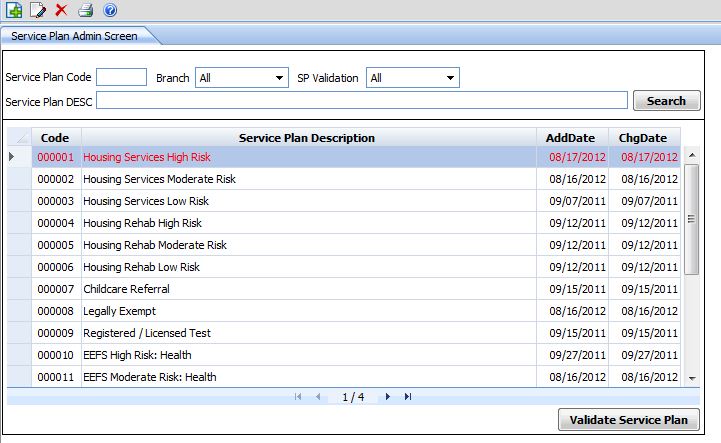 Service Plan Admin Screen
Service Plan Code Branch All SP Validation All
Service Plan DESC Search
Code Service Plan Description AddDate ChgDate
000001 Housing Services High Risk 08/17/2012 08/17/2012
000002 Housing Services Moderate Risk 08/16/2012 08/16/2012
000003 Housing Services Low Risk 09/07/2011 09/07/2011
000004 Housing Rehab High Risk 09/12/2011 09/12/2011
000005 Housing Rehab Moderate Risk 09/12/2011 09/12/2011
000006 Housing Rehab Low Risk 09/12/2011 09/12/2011
000007 Childcare Referral 09/15/2011 09/15/2011
000008 Legally Exempt 08/16/2012 08/16/2012
000009 Registered / Licensed Test 09/15/2011 09/15/2011
000010 EEFS High Risk: Health 09/27/2011 09/27/2011
000011 EEFS Moderate Risk: Health 08/16/2012 08/16/2012
1 / 4
Validate Service Plan